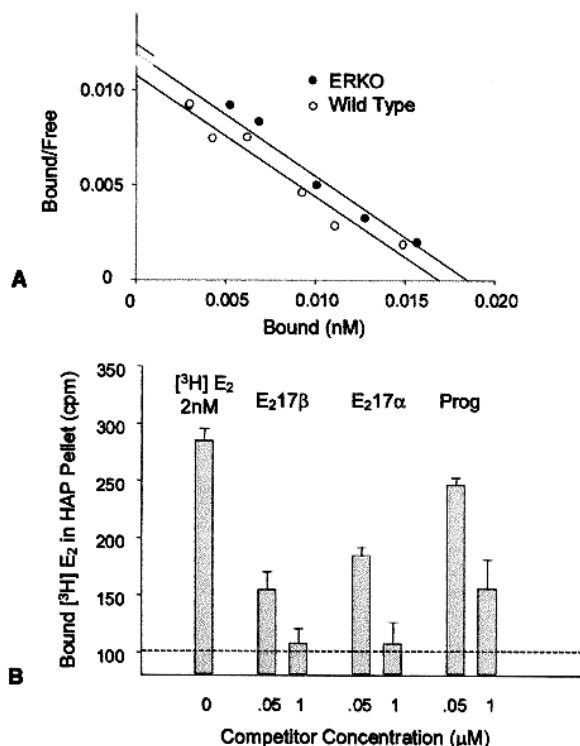 ERKO
Wild Type
Bound/Free
0.010
0.005
0
0
0.005
0.010
0.015
0.020
Bound (nM)
A
Bound [³H] E₂ in HAP Pellet (cpm)
350
300
250
200
150
100
[³H] E₂
2nM
E₂17β
E₂17α
Prog
B
0 .05 1 .05 1 .05 1
Competitor Concentration (μM)